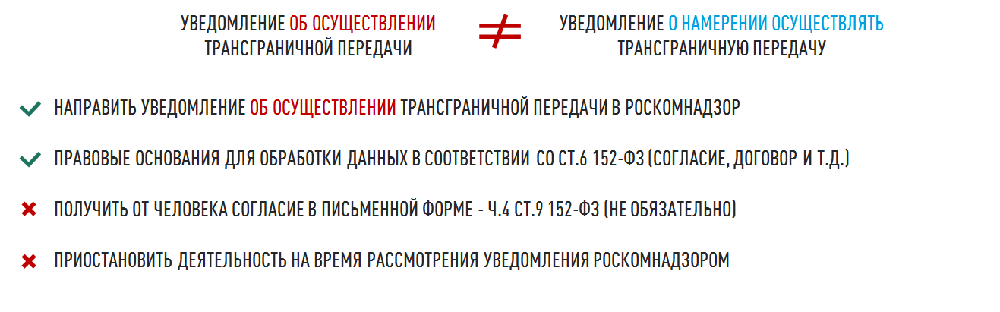 УВЕДОМЛЕНИЕ ОБ ОСУЩЕСТВЛЕНИИ
ТРАНСГРАНИЧНОЙ ПЕРЕДАЧИ
≠
УВЕДОМЛЕНИЕ О НАМЕРЕНИИ ОСУЩЕСТВЛЯТЬ
ТРАНСГРАНИЧНУЮ ПЕРЕДАЧУ
НАПРАВИТЬ УВЕДОМЛЕНИЕ ОБ ОСУЩЕСТВЛЕНИИ ТРАНСГРАНИЧНОЙ ПЕРЕДАЧИ В РОСКОМНАДЗОР
ПРАВОВЫЕ ОСНОВАНИЯ ДЛЯ ОБРАБОТКИ ДАННЫХ В СООТВЕТСТВИИ СО СТ.6 152-ФЗ (СОГЛАСИЕ, ДОГОВОР И Т.Д.)
ПОЛУЧИТЬ ОТ ЧЕЛОВЕКА СОГЛАСИЕ В ПИСЬМЕННОЙ ФОРМЕ - Ч.4 СТ.9 152-ФЗ (НЕ ОБЯЗАТЕЛЬНО)
ПРИОСТАНОВИТЬ ДЕЯТЕЛЬНОСТЬ НА ВРЕМЯ РАССМОТРЕНИЯ УВЕДОМЛЕНИЯ РОСКОМНАДЗОРОМ